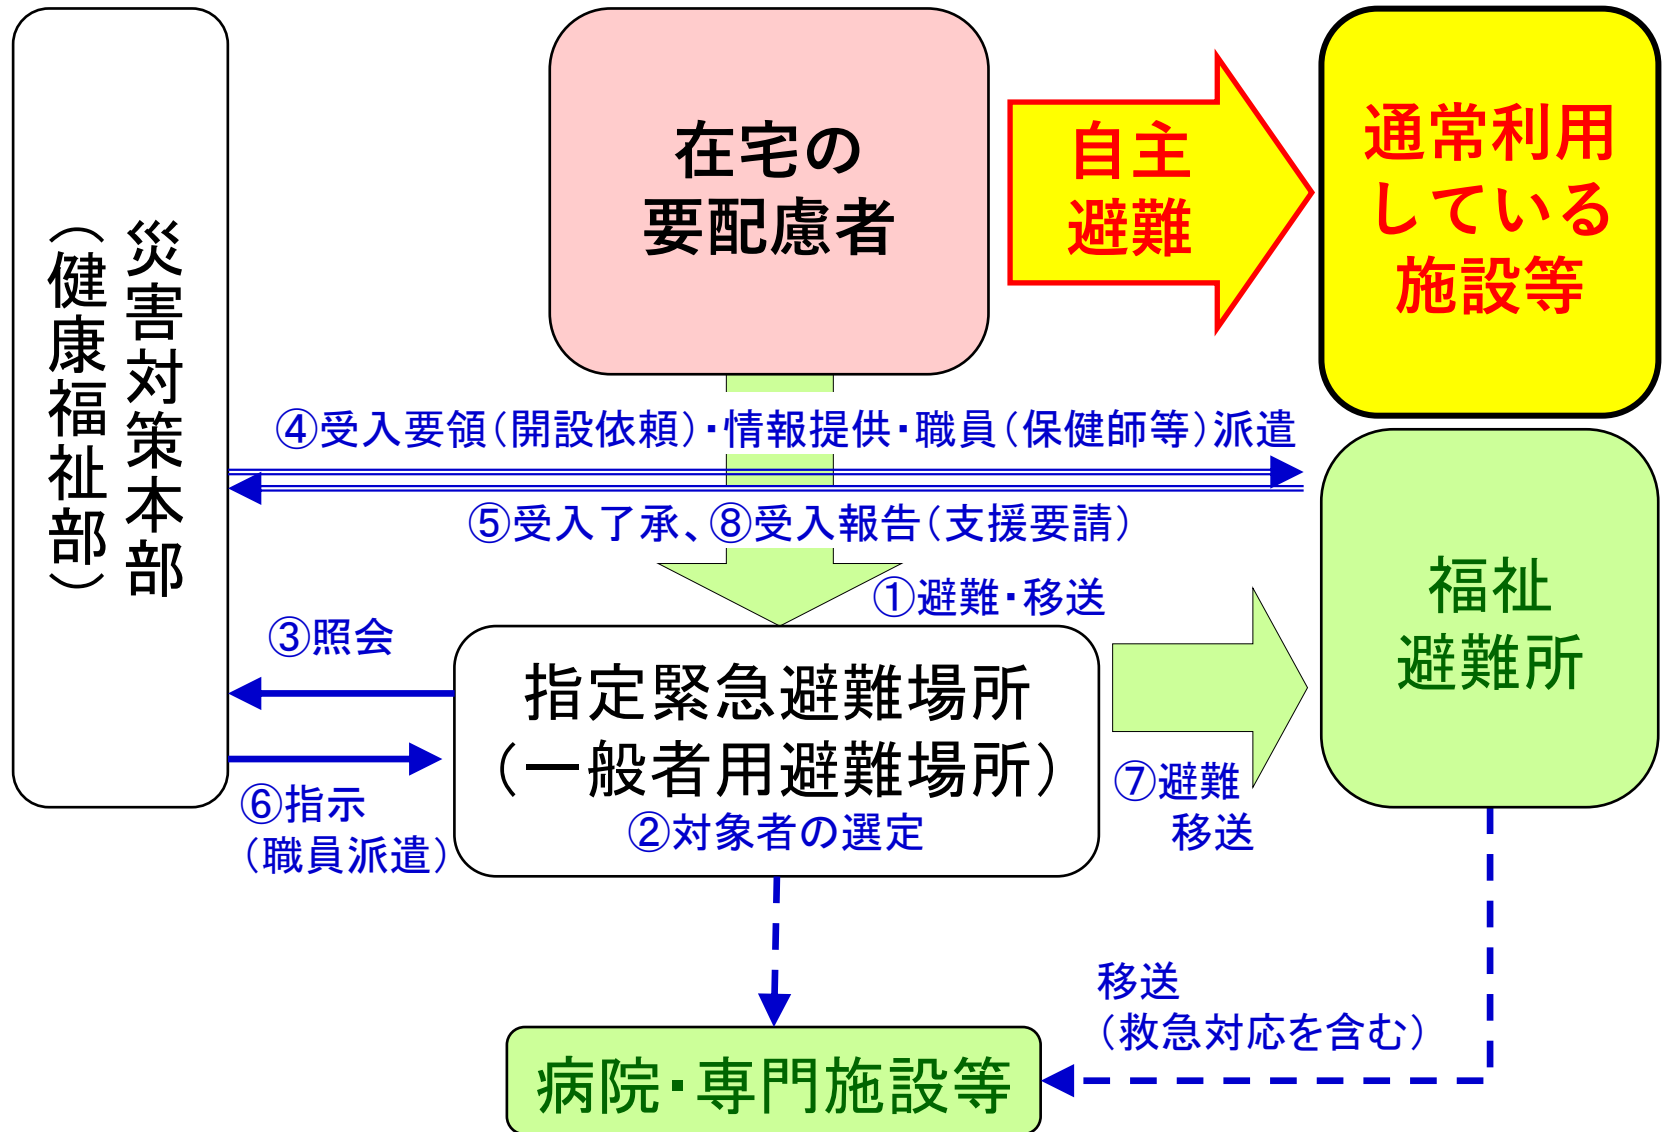 災害対策本部
（健康福祉部）
在宅の
要配慮者
自主
避難
通常利用
している
施設等
④受入要領（開設依頼）・情報提供・職員（保健師等）派遣
⑤受入了承、⑧受入報告（支援要請）
①避難・移送
③照会
指定緊急避難場所
（一般者用避難場所）
②対象者の選定
⑥指示
（職員派遣）
⑦避難
移送
福祉
避難所
移送
（救急対応を含む）
病院・専門施設等